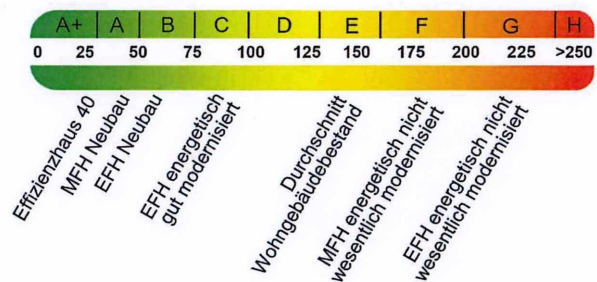 A+ A B C D E F G H
0 25 50 75 100 125 150 175 200 225 >250
Effizienzhaus 40
MFH Neubau
EFH Neubau
EFH energetisch
gut modernisiert
Durchschnitt
Wohngebäudebestand
MFH energetisch nicht
wesentlich modernisiert
EFH energetisch nicht
wesentlich modernisiert